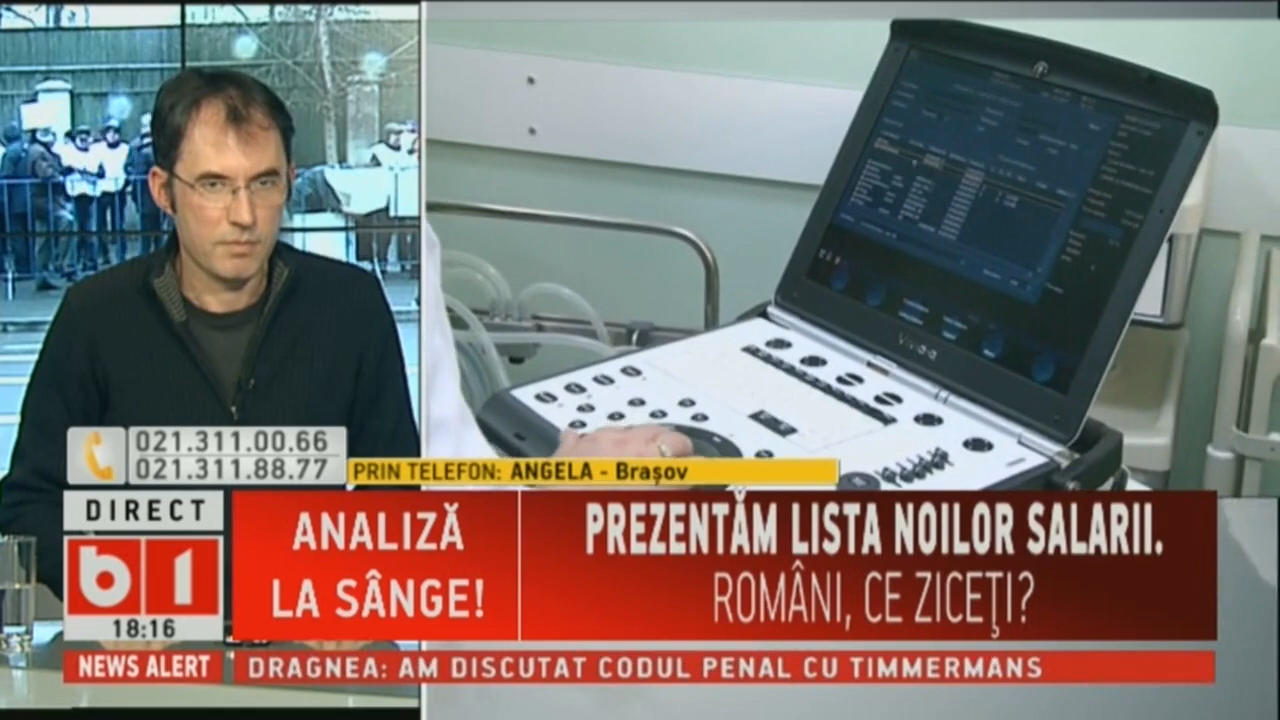 Vivid
021.311.00.66
021.311.88.77
PRIN TELEFON: ANGELA - Brașov
DIRECT
B1
18:16
ANALIZĂ
LA SÂNGE!
PREZENTĂM LISTA NOILOR SALARII.
ROMÂNI, CE ZICEŢI?
NEWS ALERT
DRAGNEA: AM DISCUTAT CODUL PENAL CU TIMMERMANS